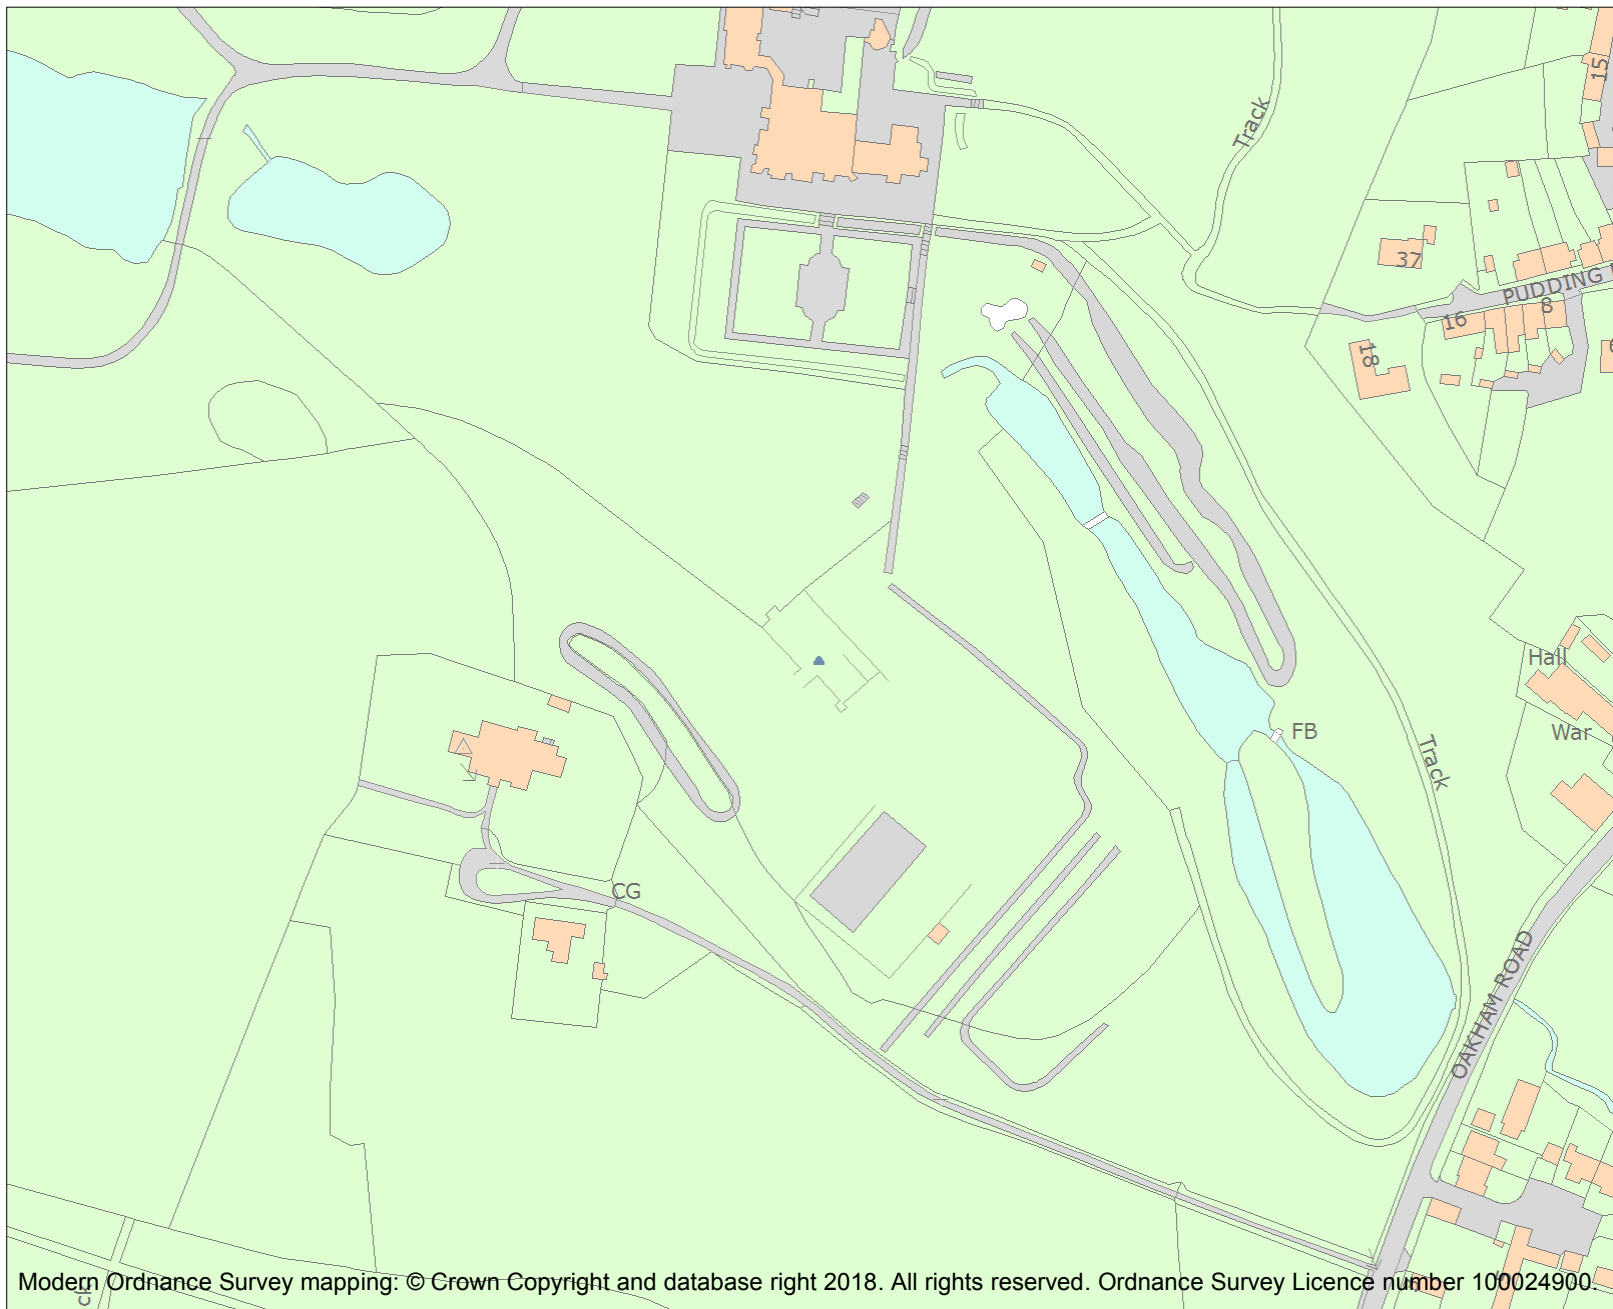 15
Track
37
PUDDING
8
16
18
Hall
FB
War
Track
CG
OAKHAM ROAD
Modern Ordnance Survey mapping: © Crown Copyright and database right 2018. All rights reserved. Ordnance Survey Licence number 100024900.